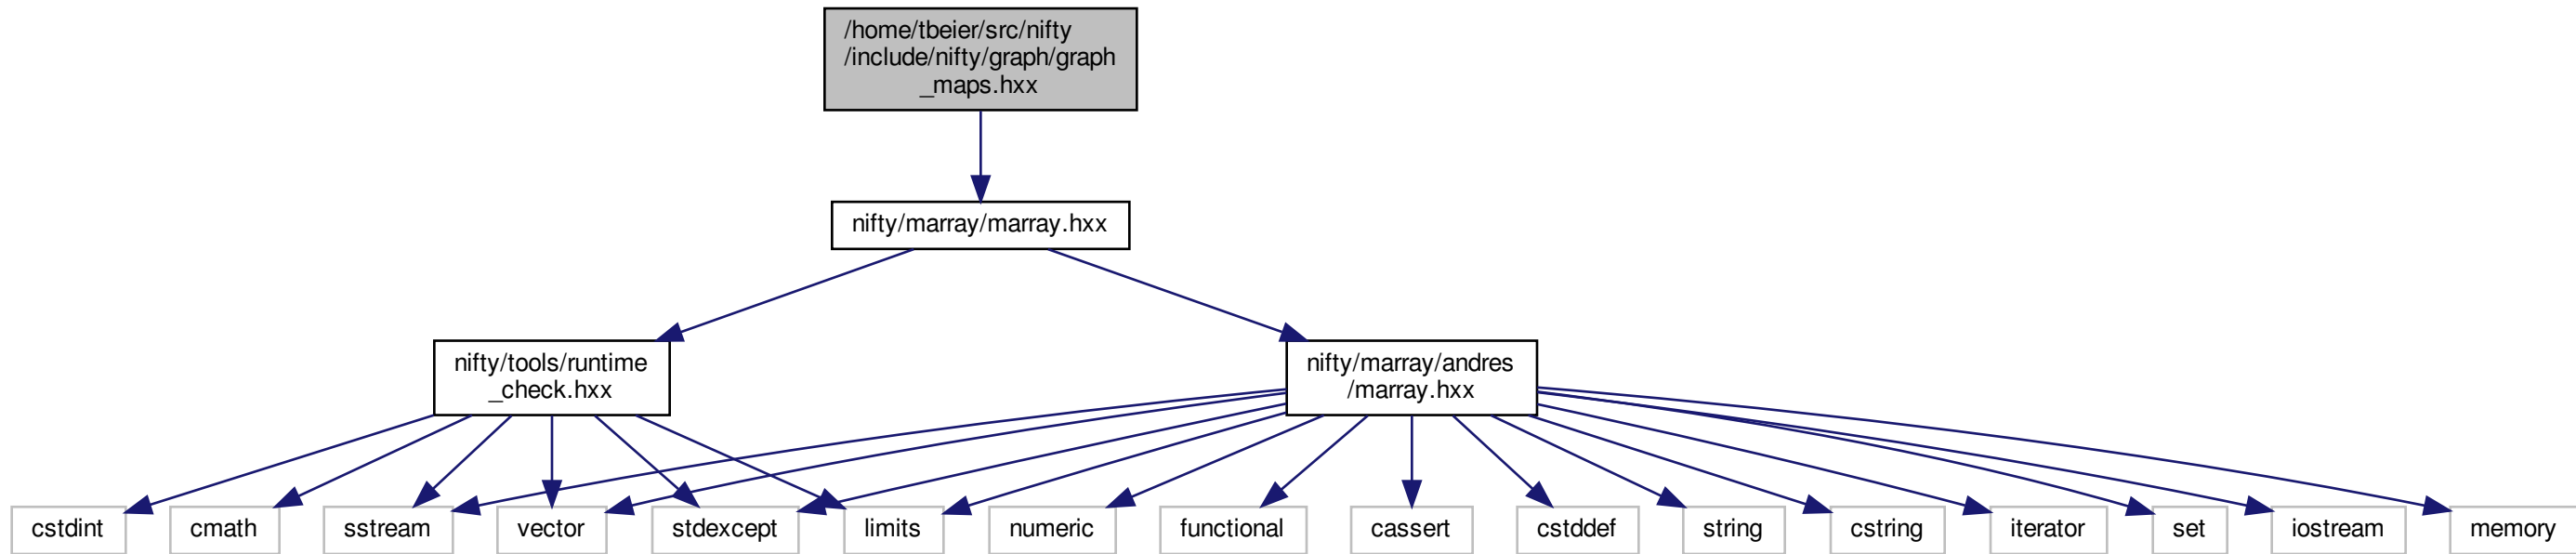 /home/tbeier/src/nifty
/include/nifty/graph/graph
_maps.hxx
nifty/marray/marray.hxx
nifty/tools/runtime
_check.hxx
nifty/marray/andres
/marray.hxx
cstdint
cmath
sstream
vector
stdexcept
limits
numeric
functional
cassert
cstddef
string
cstring
iterator
set
iostream
memory